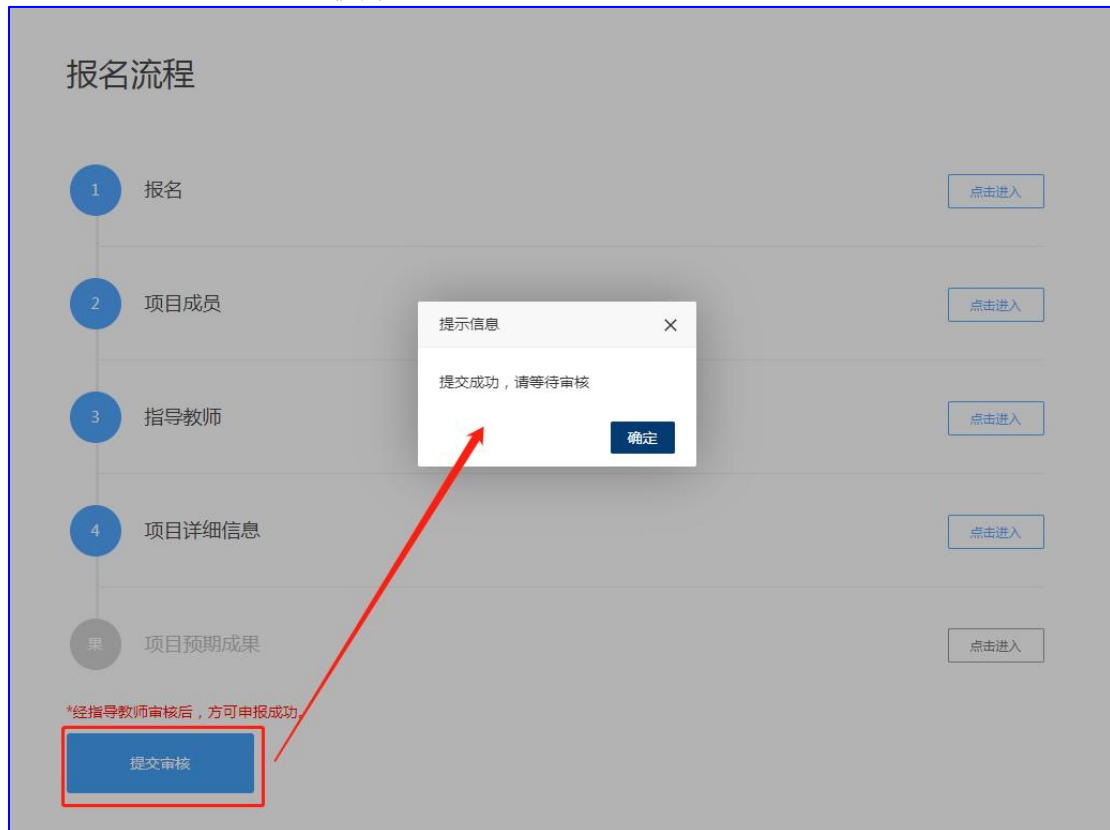 报名流程
1 报名 点击进入
2 项目成员 点击进入
提示信息
提交成功，请等待审核
3 指导教师 点击进入
确定
4 项目详细信息 点击进入
果 项目预期成果 点击进入
*经指导教师审核后，方可申报成功。
提交审核